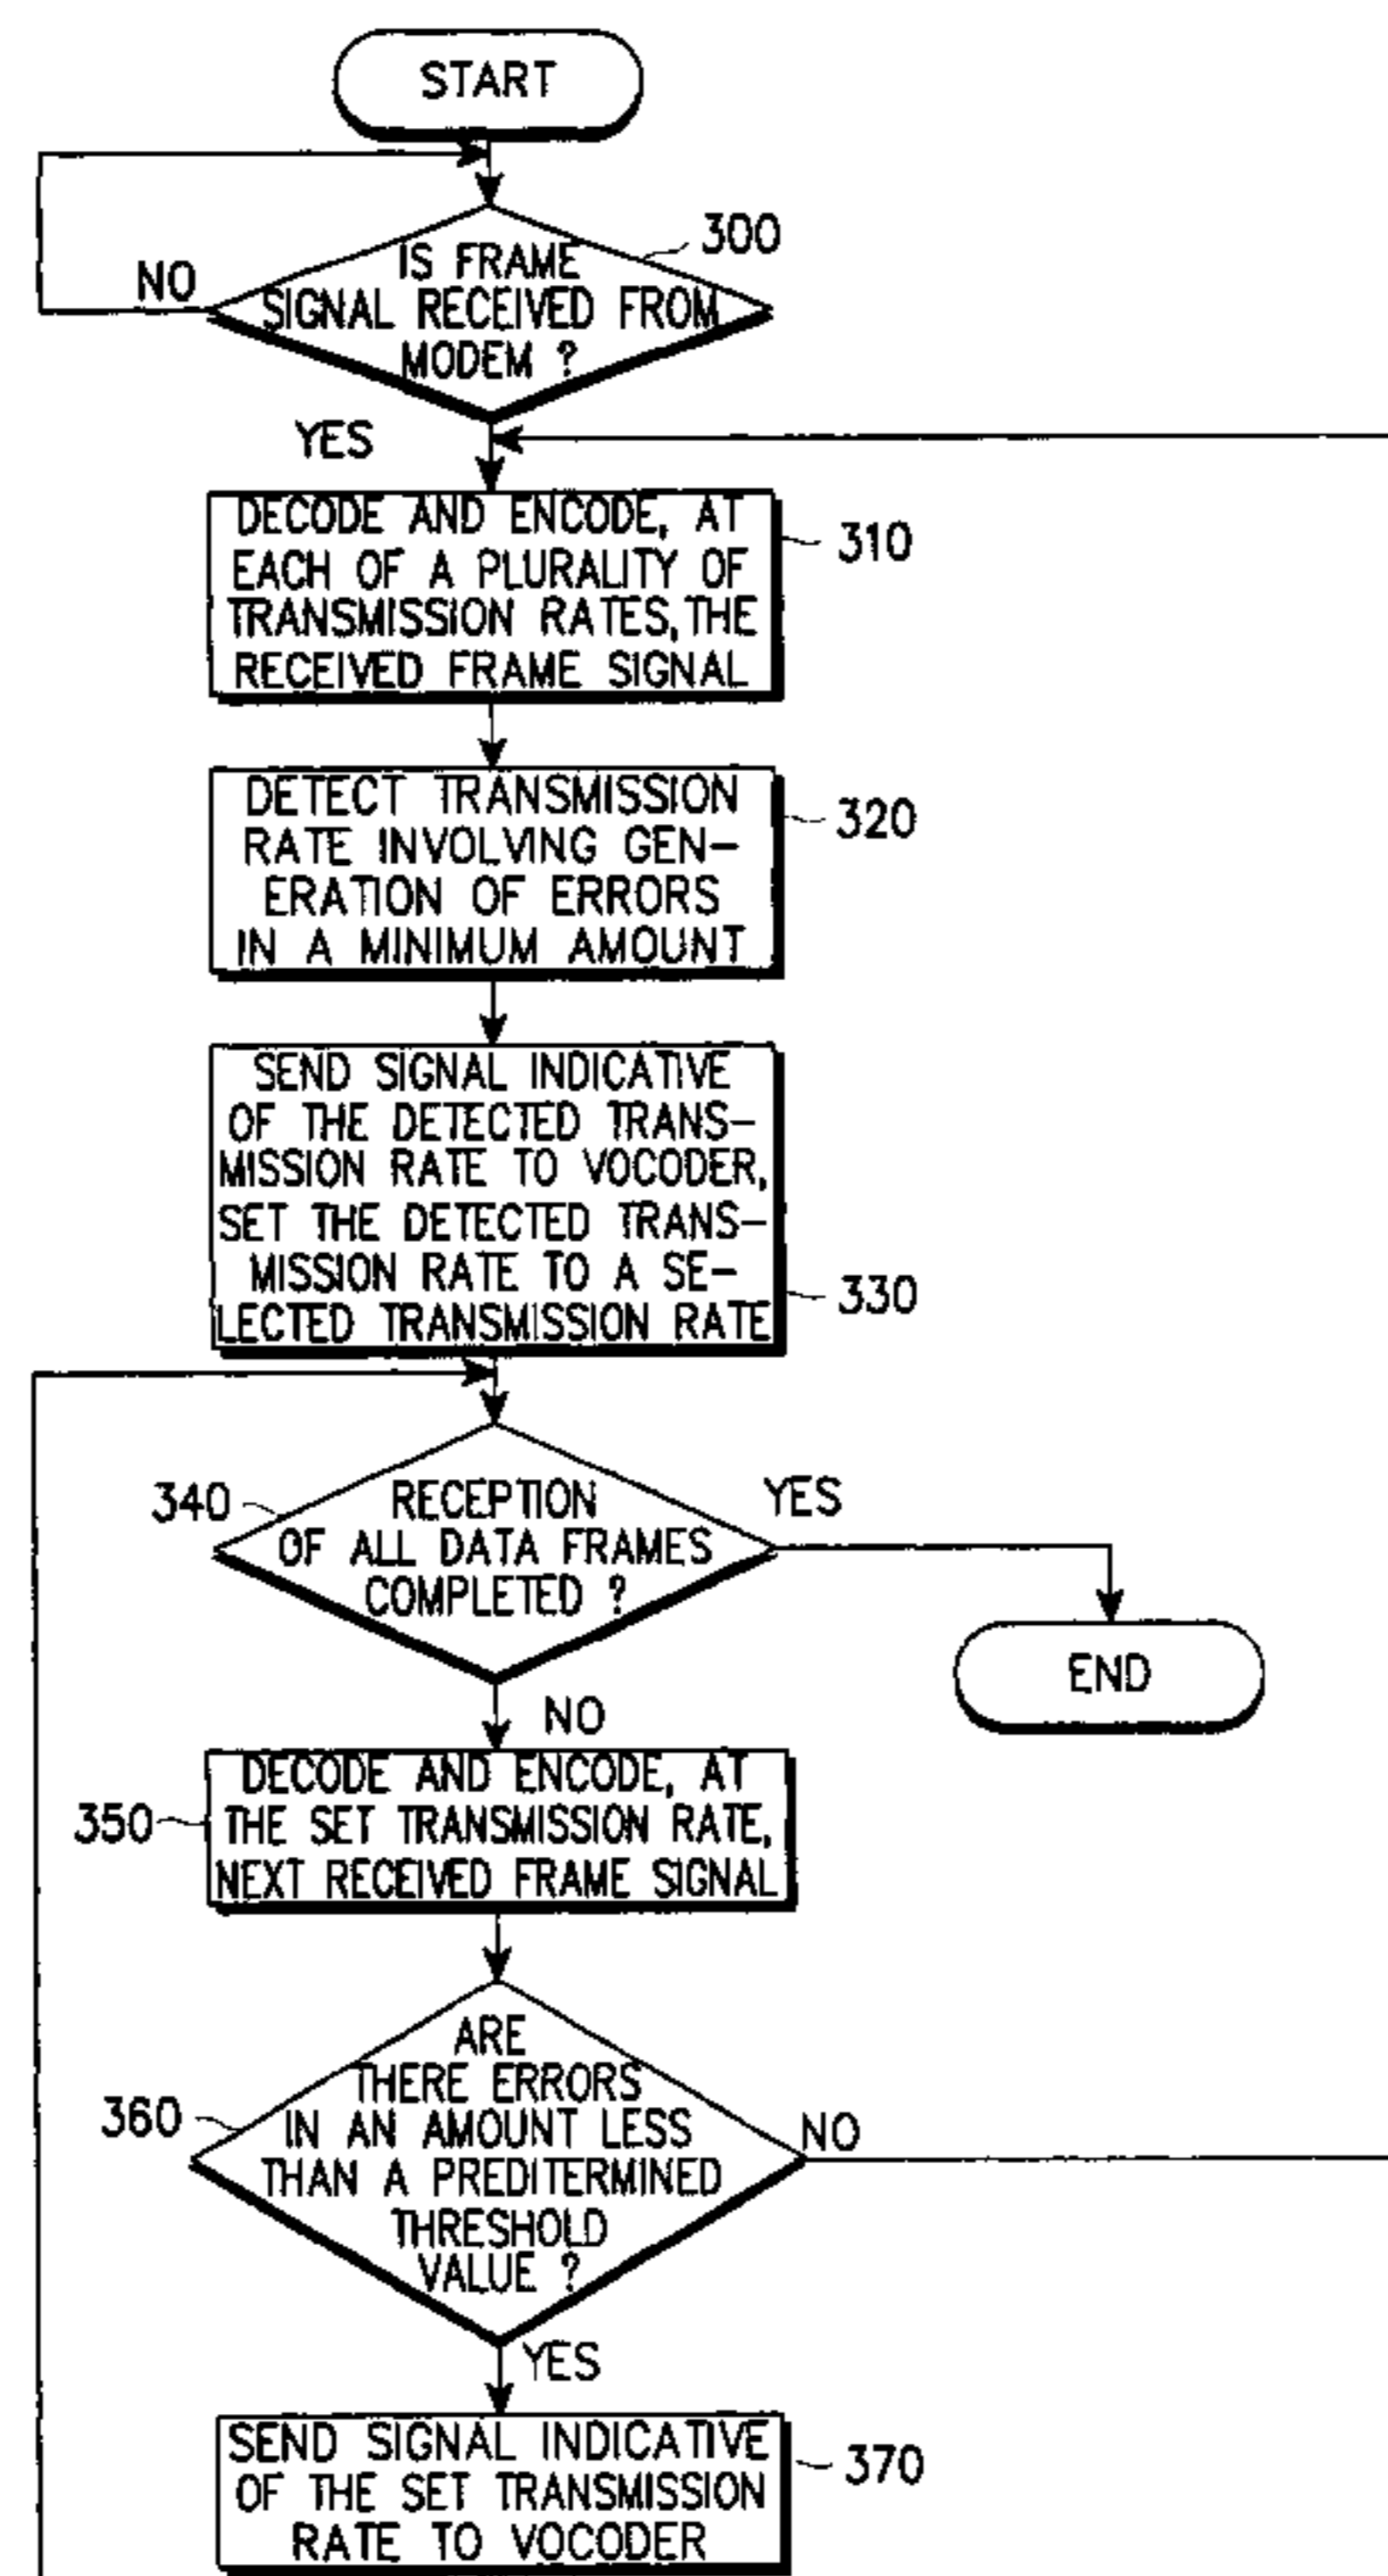 START
300
IS FRAME
NO
SIGNAL RECEIVED FROM
MODEM ?
YES
DECODE AND ENCODE, AT
310
EACH OF A PLURALITY OF
TRANSMISSION RATES, THE
RECEIVED FRAME SIGNAL
DETECT TRANSMISSION
320
RATE INVOLVING GEN-
ERATION OF ERRORS
IN A MINIMUM AMOUNT
SEND SIGNAL INDICATIVE
OF THE DETECTED TRANS-
MISSION RATE TO VOCODER,
SET THE DETECTED TRANS-
MISSION RATE TO A SE-
330
LECTED TRANSMISSION RATE
340
RECEPTION
YES
OF ALL DATA FRAMES
COMPLETED ?
END
NO
DECODE AND ENCODE, AT
350
THE SET TRANSMISSION RATE,
NEXT RECEIVED FRAME SIGNAL
ARE
THERE ERRORS
360
IN AN AMOUNT LESS
NO
THAN A PREDITERMINED
THRESHOLD
VALUE ?
YES
SEND SIGNAL INDICATIVE
370
OF THE SET TRANSMISSION
RATE TO VOCODER